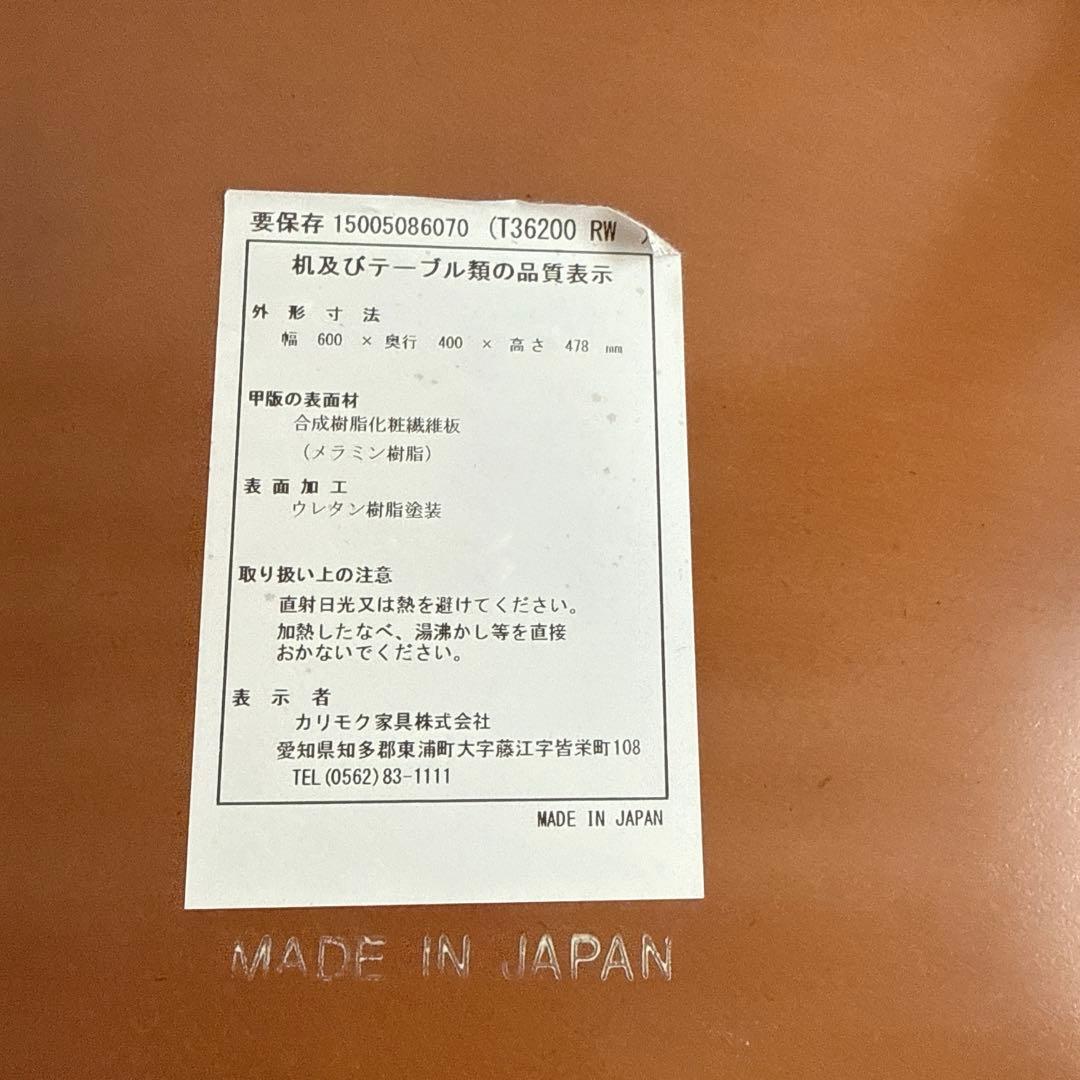 要保存 15005086070 (T36200 RW )
机及びテーブル類の品質表示
外形寸法
幅 600 × 奥行 400 × 高さ 478 mm
甲版の表面材
合成樹脂化粧繊維板
(メラミン樹脂)
表面加工
ウレタン樹脂塗装
取り扱い上の注意
直射日光又は熱を避けてください。
加熱したなべ、湯沸かし等を直接
おかないでください。
表示者
カリモク家具株式会社
愛知県知多郡東浦町大字藤江字皆栄町108
TEL(0562)83-1111
MADE IN JAPAN
MADE IN JAPAN